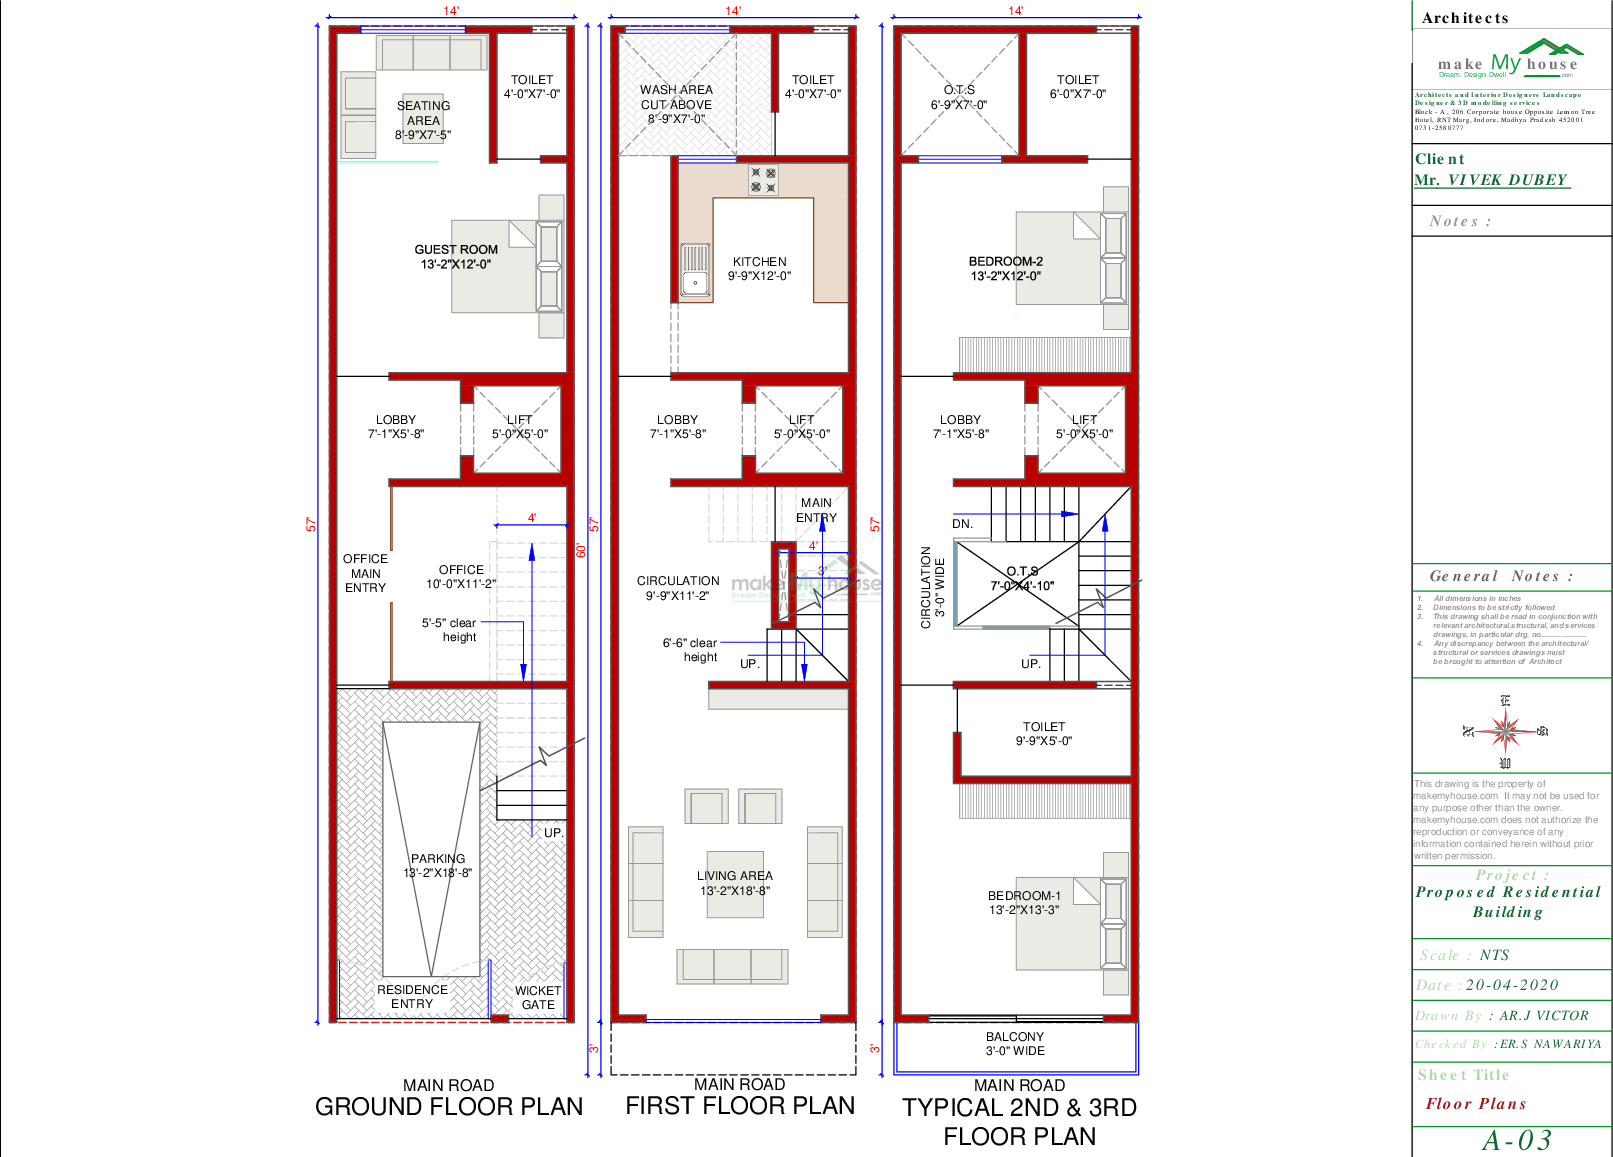 14'
57'
SEATING
AREA
8'-9"X7'-5"
TOILET
4'-0"X7'-0"
GUEST ROOM
13'-2"X12'-0"
LOBBY
7'-1"X5'-8"
LIFT
5'-0"X5'-0"
4'
OFFICE
MAIN
ENTRY
OFFICE
10'-0"X11'-2"
5'-5" clear
height
UP.
PARKING
13'-2"X18'-8"
RESIDENCE
ENTRY
WICKET
GATE
MAIN ROAD
GROUND FLOOR PLAN
14'
57'
60'
3'
WASH AREA
CUT ABOVE
8'-9"X7'-0"
TOILET
4'-0"X7'-0"
KITCHEN
9'-9"X12'-0"
LOBBY
7'-1"X5'-8"
LIFT
5'-0"X5'-0"
MAIN
ENTRY
4'
3'
CIRCULATION
9'-9"X11'-2"
make My house
Dream. De
.com
6'-6" clear
height
UP.
LIVING AREA
13'-2"X18'-8"
MAIN ROAD
FIRST FLOOR PLAN
14'
57'
3'
O.T.S
6'-9"X7'-0"
TOILET
6'-0"X7'-0"
BEDROOM-2
13'-2"X12'-0"
LOBBY
7'-1"X5'-8"
LIFT
5'-0"X5'-0"
DN.
CIRCULATION
3'-0" WIDE
O.T.S
7'-0"X4'-10"
UP.
TOILET
9'-9"X5'-0"
BEDROOM-1
13'-2"X13'-3"
BALCONY
3'-0" WIDE
MAIN ROAD
TYPICAL 2ND & 3RD
FLOOR PLAN
Architects
make My house
Dream. Design. Dwell
.com
Architects and Interior Designers Landscape
Designer & 3D modelling services
Block - A , 206 Corporate house Opposite Lemon Tree
Hotel, RNT Marg, Indore, Madhya Pradesh 452001
0731-2580777
Client
Mr. VIVEK DUBEY
Notes :
General Notes :
1. All dimensions in inches
2. Dimensions to be strictly followed
3. This drawing shall be read in conjunction with
relevant architectural,structural, and services
drawings, in particular drg. no..................
4. Any discrepancy between the architectural/
structural or services drawings must
be brought to attention of Architect
E
N
S
W
This drawing is the property of
makemyhouse.com It may not be used for
any purpose other than the owner.
makemyhouse.com does not authorize the
reproduction or conveyance of any
information contained herein without prior
written permission.
Project :
Proposed Residential
Building
Scale : NTS
Date : 20-04-2020
Drawn By : AR.J VICTOR
Checked By :ER.S NAWARIYA
Sheet Title
Floor Plans
A-03